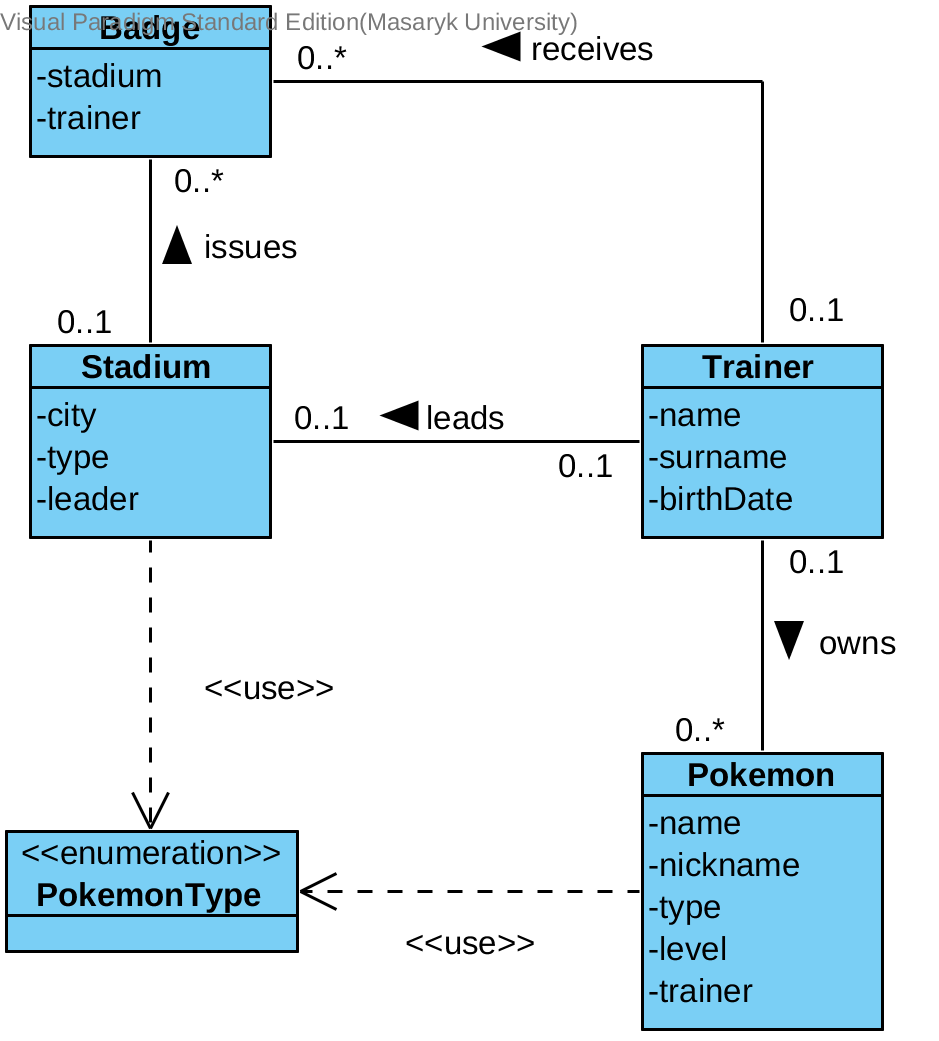 Visual Paradigm Standard Edition(Masaryk University)
Badge
-stadium
-trainer
0..*
receives
0..*
issues
0..1
0..1
Stadium
-city
-type
-leader
0..1
leads
0..1
Trainer
-name
-surname
-birthDate
0..1
owns
0..*
<<use>>
Pokemon
-name
-nickname
-type
-level
-trainer
<<enumeration>>
PokemonType
<<use>>